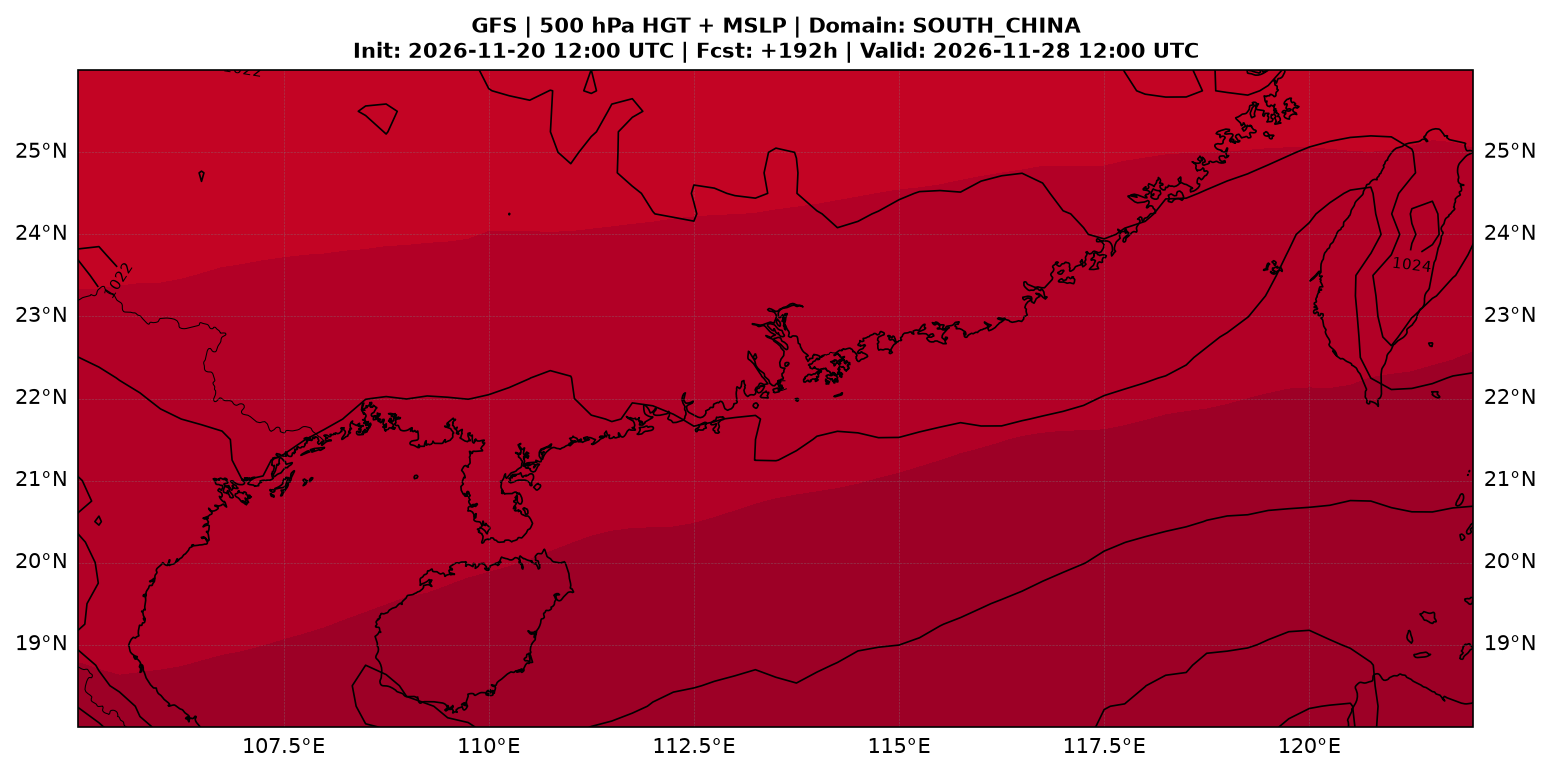 GFS | 500 hPa HGT + MSLP | Domain: SOUTH_CHINA
Init: 2026-11-20 12:00 UTC | Fcst: +192h | Valid: 2026-11-28 12:00 UTC
25°N 25°N
24°N 24°N
1024
23°N 23°N
22°N 22°N
21°N 21°N
20°N 20°N
19°N 19°N
107.5°E 110°E 112.5°E 115°E 117.5°E 120°E